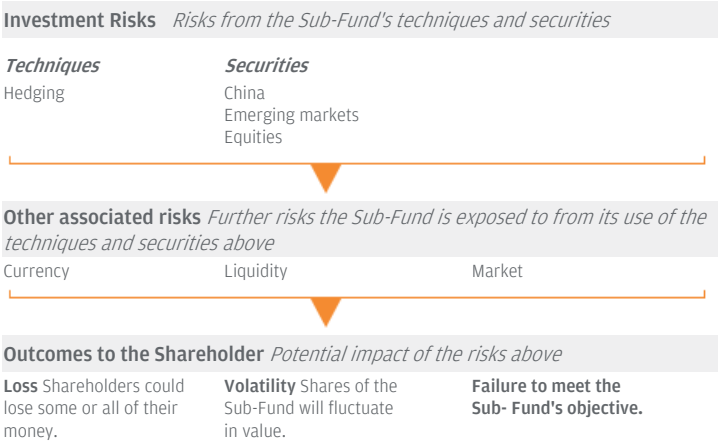 Investment Risks Risks from the Sub-Fund's techniques and securities
Techniques Securities
Hedging China
Emerging markets
Equities
Other associated risks Further risks the Sub-Fund is exposed to from its use of the
techniques and securities above
Currency Liquidity Market
Outcomes to the Shareholder Potential impact of the risks above
Loss Shareholders could
lose some or all of their
money.
Volatility Shares of the
Sub-Fund will fluctuate
in value.
Failure to meet the
Sub- Fund's objective.